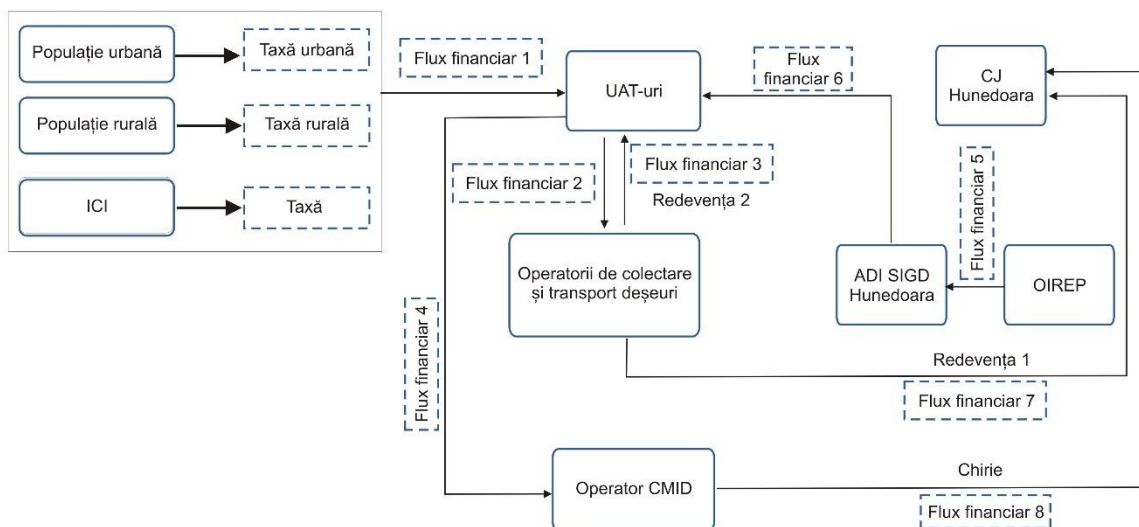 Populație urbană
Taxă urbană
Populație rurală
Taxă rurală
ICI
Taxă
Flux financiar 1
UAT-uri
Flux
financiar 6
CJ
Hunedoara
Flux financiar 2
Flux financiar 3
Redevența 2
Operatorii de colectare
și transport deșeuri
ADI SIGD
Hunedoara
Flux financiar 5
OIREP
Flux financiar 4
Redevența 1
Flux financiar 7
Operator CMID
Chirie
Flux financiar 8